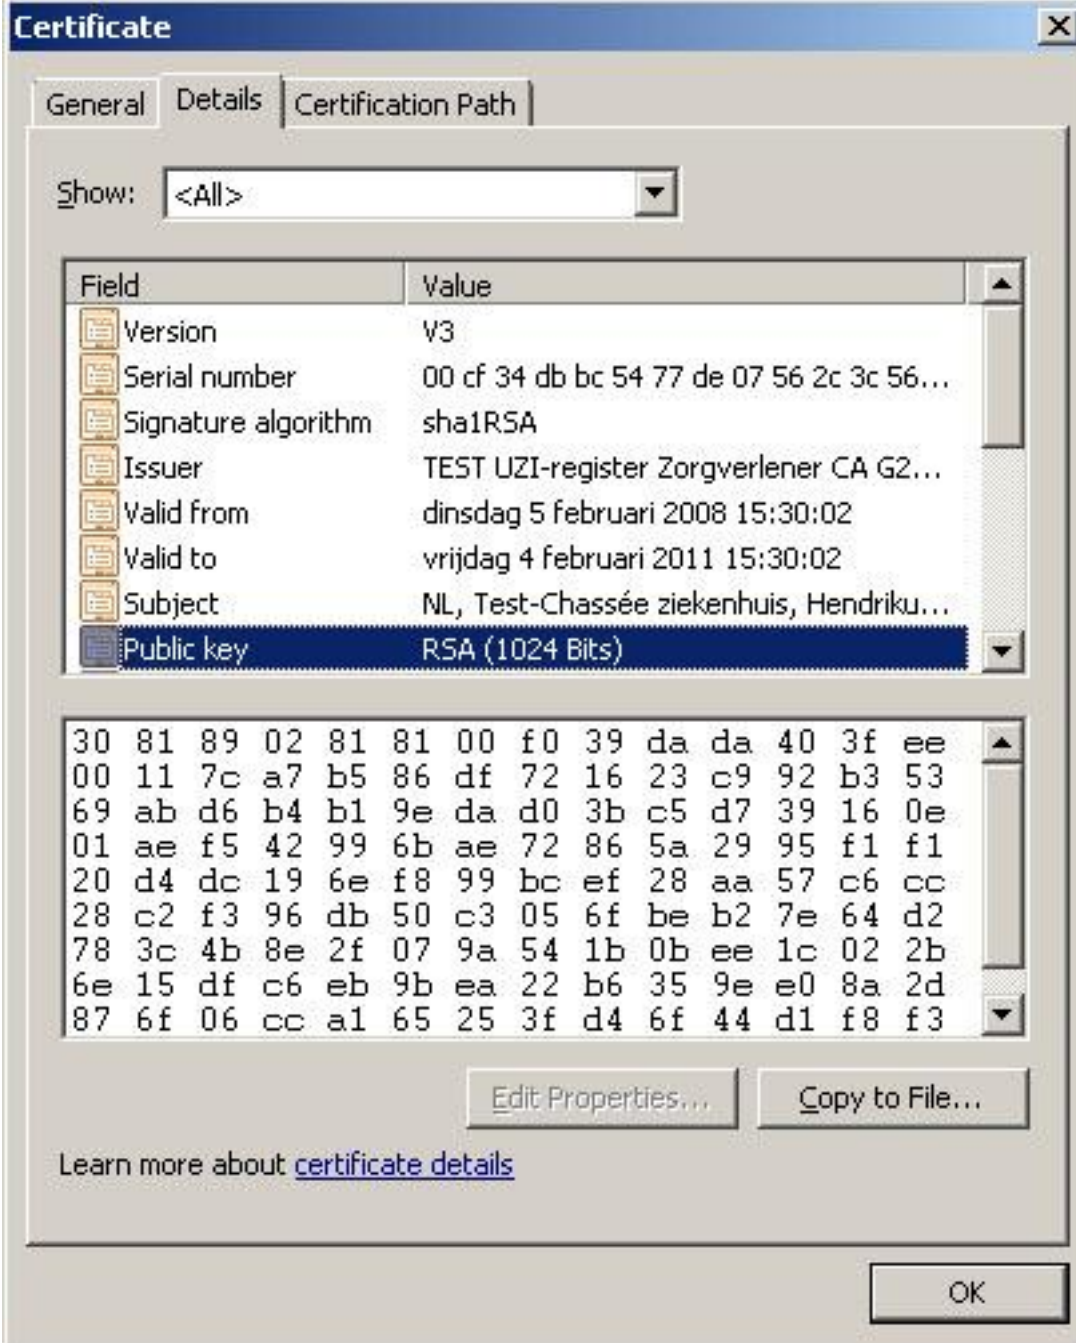 Certificate
General Details Certification Path
Show: <All>
Field Value
Version V3
Serial number 00 cf 34 db bc 54 77 de 07 56 2c 3c 56...
Signature algorithm sha1RSA
Issuer TEST UZI-register Zorgverlener CA G2...
Valid from dinsdag 5 februari 2008 15:30:02
Valid to vrijdag 4 februari 2011 15:30:02
Subject NL, Test-Chassée ziekenhuis, Hendriku...
Public key RSA (1024 Bits)
30 81 89 02 81 81 00 f0 39 da da 40 3f ee
00 11 7c a7 b5 86 df 72 16 23 c9 92 b3 53
69 ab d6 b4 b1 9e da d0 3b c5 d7 39 16 0e
01 ae f5 42 99 6b ae 72 86 5a 29 95 f1 f1
20 d4 dc 19 6e f8 99 bc ef 28 aa 57 c6 cc
28 c2 f3 96 db 50 c3 05 6f be b2 7e 64 d2
78 3c 4b 8e 2f 07 9a 54 1b 0b ee 1c 02 2b
6e 15 df c6 eb 9b ea 22 b6 35 9e e0 8a 2d
87 6f 06 cc a1 65 25 3f d4 6f 44 d1 f8 f3
Edit Properties... Copy to File...
Learn more about certificate details
OK